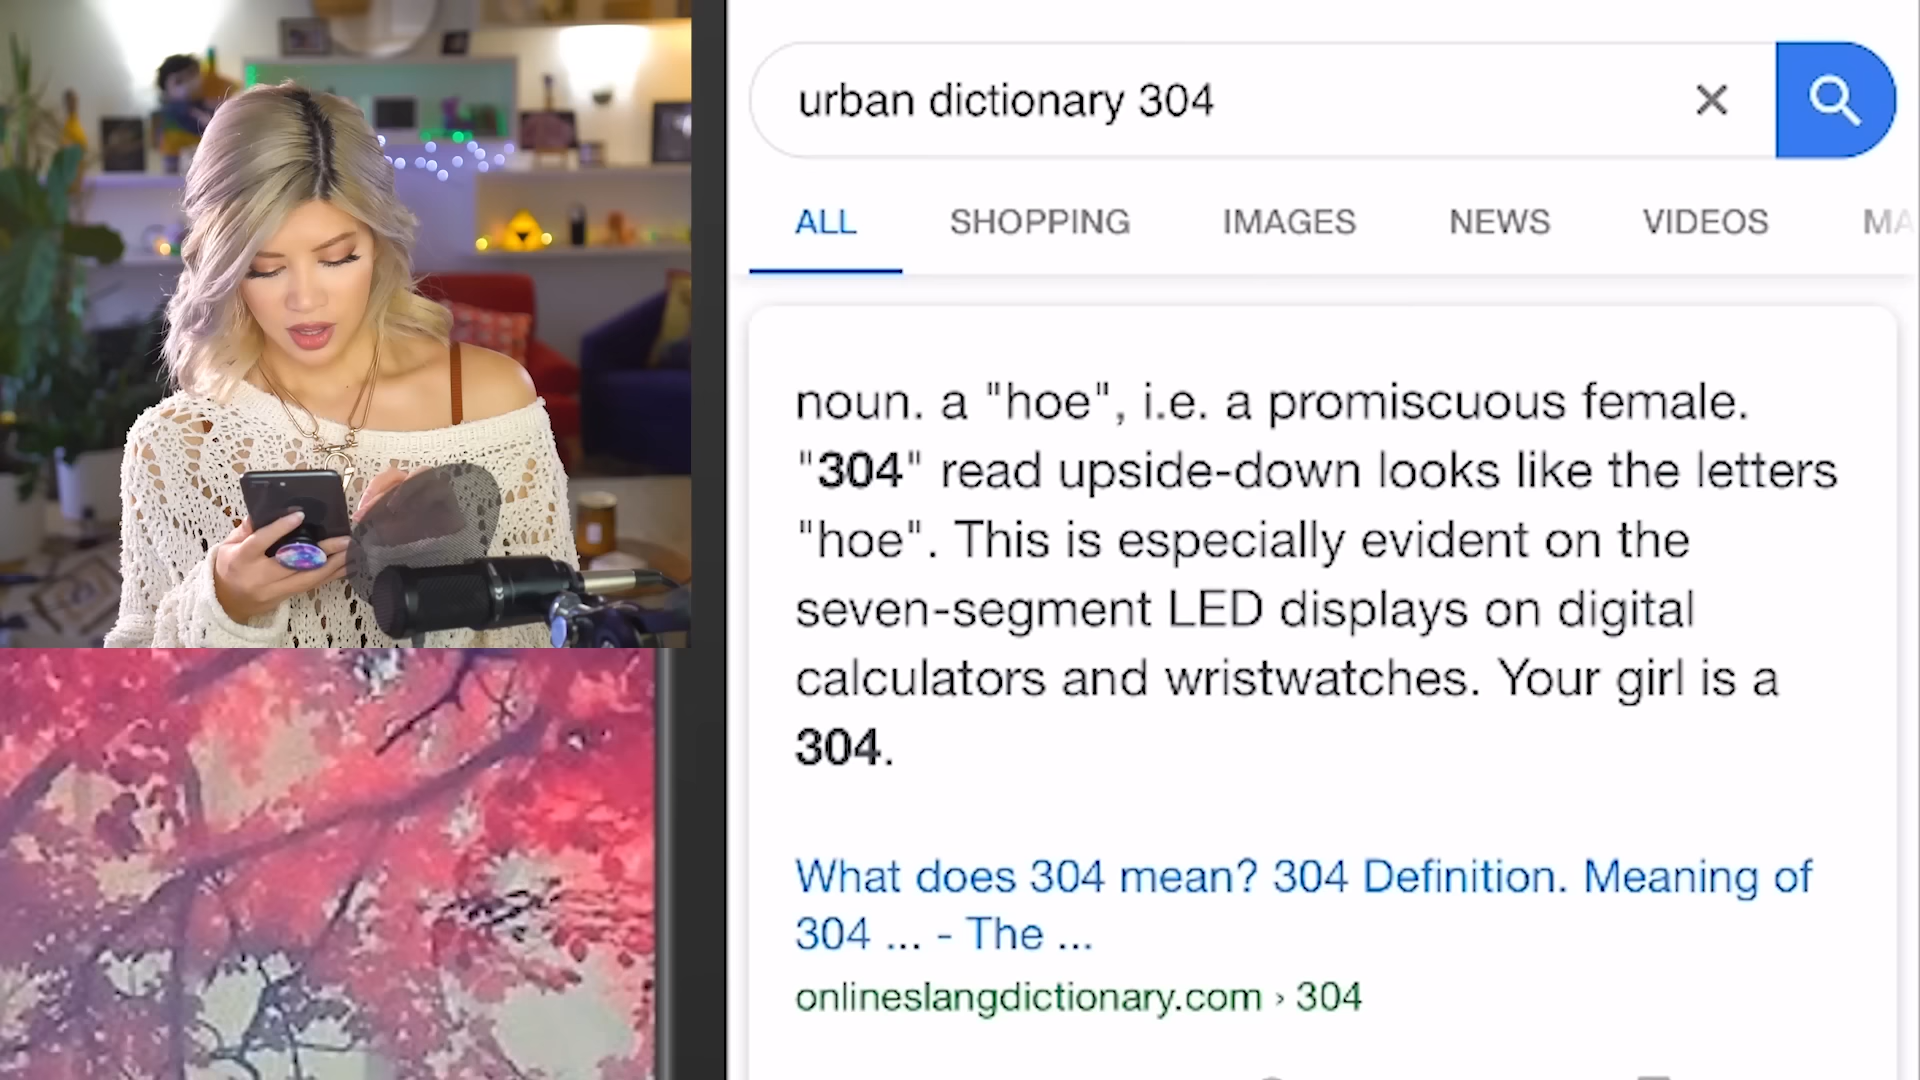 urban dictionary 304
ALL SHOPPING IMAGES NEWS VIDEOS MA
noun. a "hoe", i.e. a promiscuous female.
"304" read upside-down looks like the letters
"hoe". This is especially evident on the
seven-segment LED displays on digital
calculators and wristwatches. Your girl is a
304.
What does 304 mean? 304 Definition. Meaning of
304 ... - The ...
onlineslangdictionary.com › 304